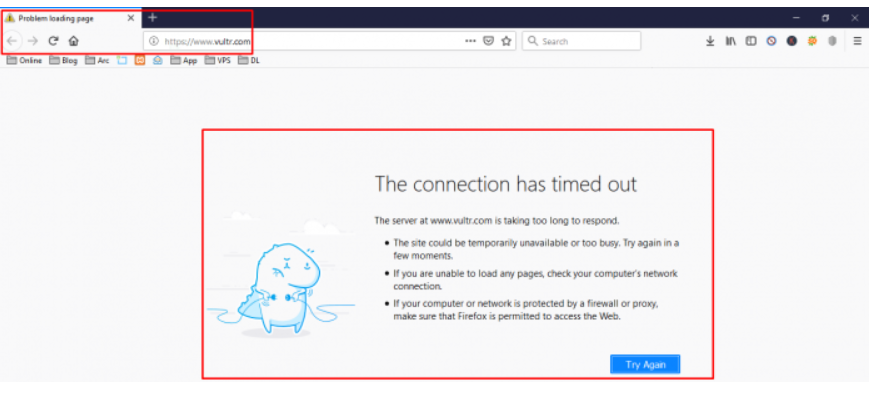 Problem loading page
https://www.vultr.com
Search
Online Blog Arc App VPS DL
The connection has timed out
The server at www.vultr.com is taking too long to respond.
• The site could be temporarily unavailable or too busy. Try again in a
few moments.
• If you are unable to load any pages, check your computer's network
connection.
• If your computer or network is protected by a firewall or proxy,
make sure that Firefox is permitted to access the Web.
Try Again